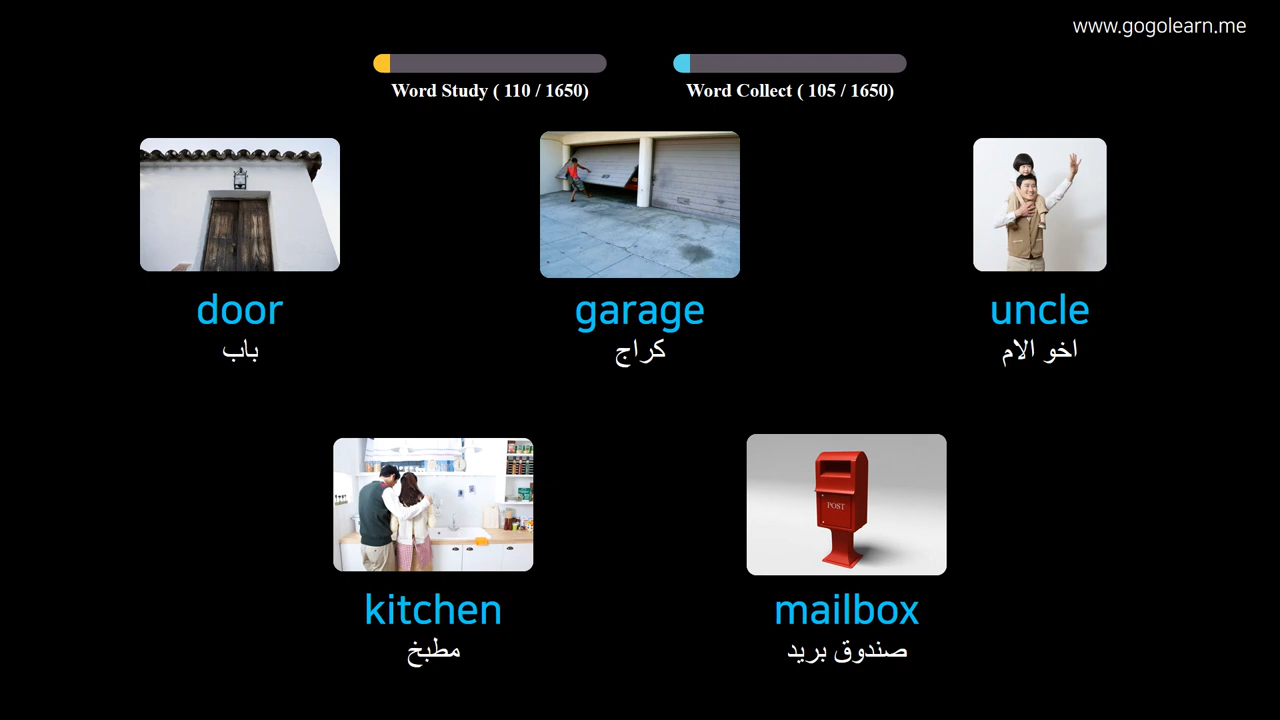 www.gogolearn.me
Word Study ( 110 / 1650)
Word Collect ( 105 / 1650)
door
باب
garage
كراج
uncle
اخو الام
kitchen
مطبخ
POST
mailbox
صندوق بريد